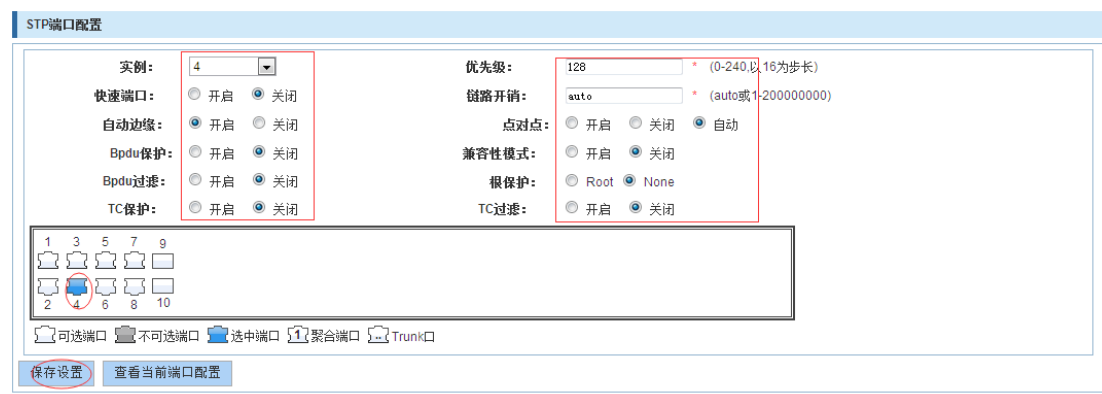 STP端口配置
实例： 4 优先级： 128 * (0-240,以16为步长)
快速端口： 开启 关闭 链路开销： auto * (auto或1-200000000)
自动边缘： 开启 关闭 点对点： 开启 关闭 自动
Bpdu保护： 开启 关闭 兼容性模式： 开启 关闭
Bpdu过滤： 开启 关闭 根保护： Root None
TC保护： 开启 关闭 TC过滤： 开启 关闭
1 3 5 7 9
2 4 6 8 10
可选端口 不可选端口 选中端口 1 聚合端口 .. Trunk口
保存设置 查看当前端口配置